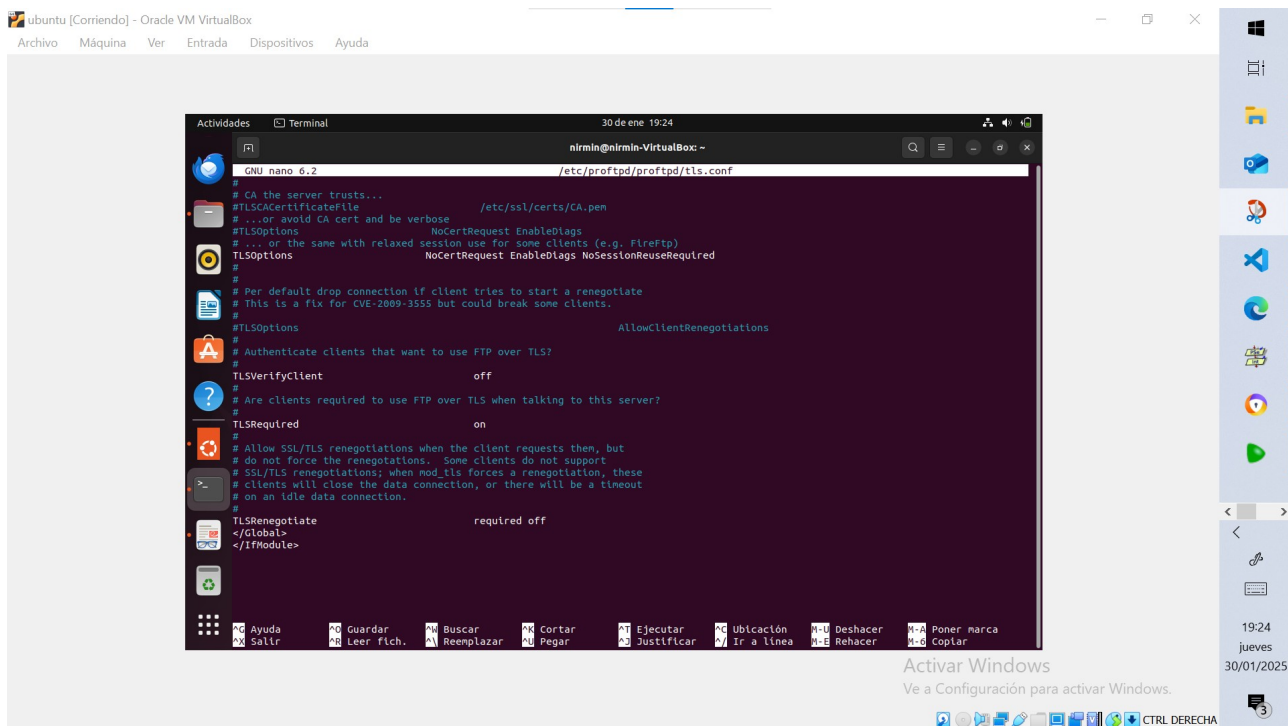 ubuntu [Corriendo] - Oracle VM VirtualBox
Archivo Máquina Ver Entrada Dispositivos Ayuda
Actividades Terminal 30 de ene 19:24
nirmin@nirmin-VirtualBox: ~
GNU nano 6.2 /etc/proftpd/proftpd/tls.conf
#
# CA the server trusts...
#TLSCACertificateFile /etc/ssl/certs/CA.pem
# ...or avoid CA cert and be verbose
#TLSOptions NoCertRequest EnableDiags
# ... or the same with relaxed session use for some clients (e.g. FireFtp)
TLSOptions NoCertRequest EnableDiags NoSessionReuseRequired
#
#
# Per default drop connection if client tries to start a renegotiate
# This is a fix for CVE-2009-3555 but could break some clients.
#
#TLSOptions AllowClientRenegotiations
#
# Authenticate clients that want to use FTP over TLS?
#
TLSVerifyClient off
#
# Are clients required to use FTP over TLS when talking to this server?
#
TLSRequired on
#
# Allow SSL/TLS renegotiations when the client requests them, but
# do not force the renegotations. Some clients do not support
# SSL/TLS renegotiations; when mod_tls forces a renegotiation, these
# clients will close the data connection, or there will be a timeout
# on an idle data connection.
#
TLSRenegotiate required off
</Global>
</IfModule>
^G Ayuda ^O Guardar ^W Buscar ^K Cortar ^T Ejecutar ^C Ubicación M-U Deshacer M-A Poner marca
^X Salir ^R Leer fich. ^\ Reemplazar ^U Pegar ^J Justificar ^/ Ir a línea M-E Rehacer M-6 Copiar
Activar Windows
Ve a Configuración para activar Windows.
CTRL DERECHA
19:24
jueves
30/01/2025
3